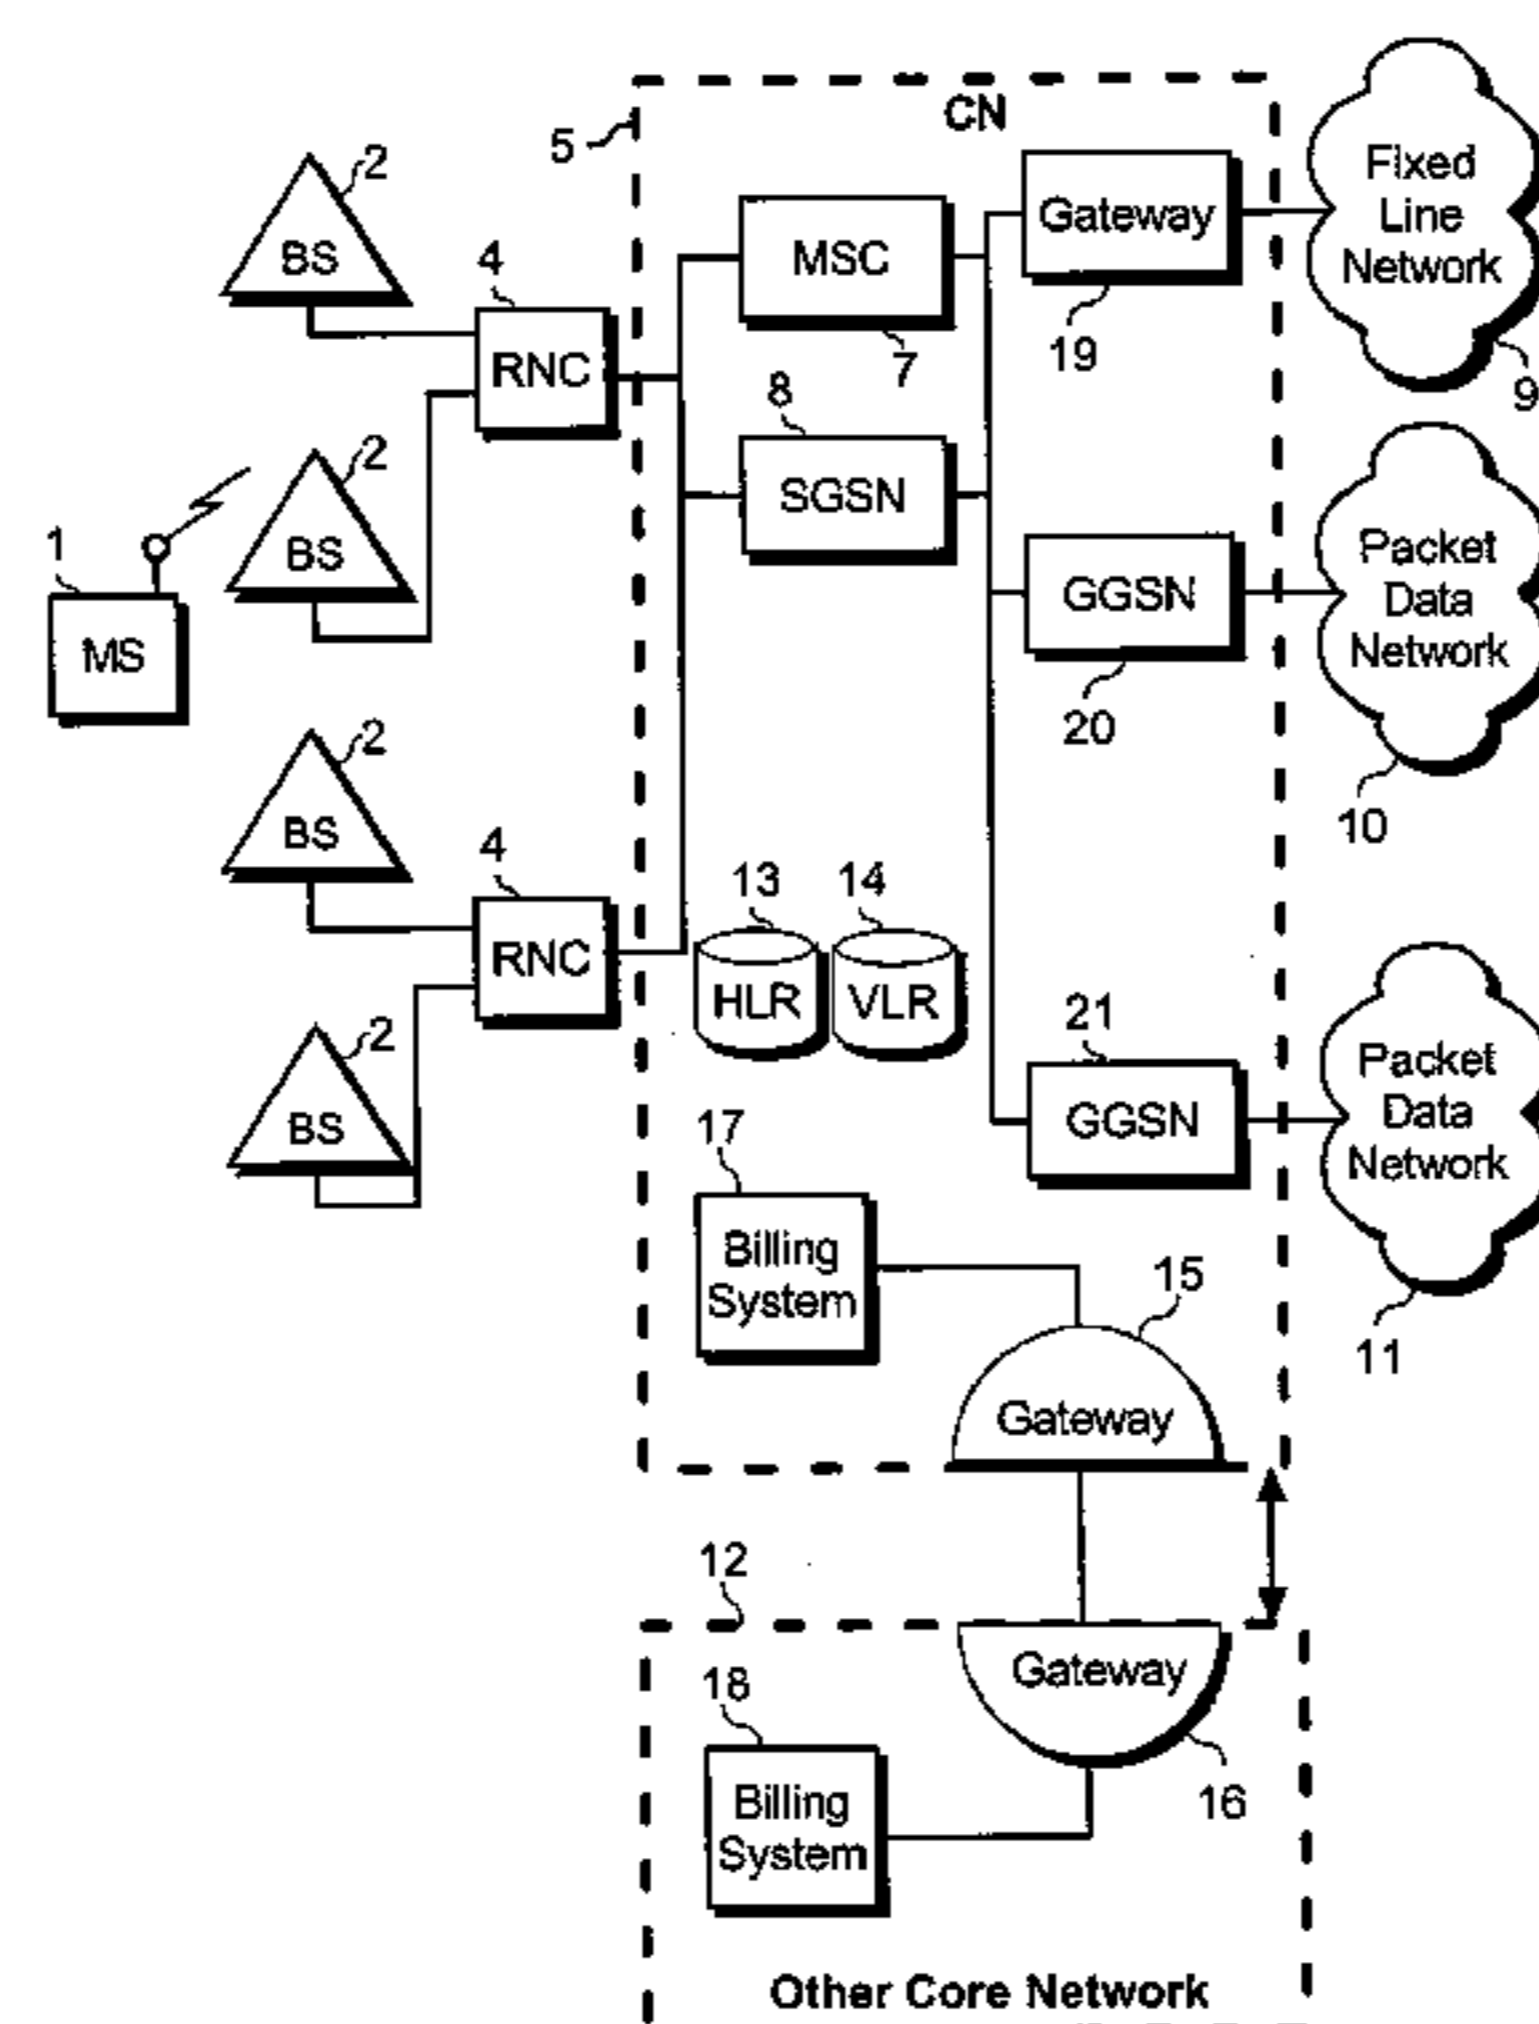 CN
5
2
BS
4
RNC
MSC
7
Gateway
19
Fixed
Line
Network
9
2
BS
8
SGSN
1
MS
GGSN
20
Packet
Data
Network
10
2
BS
4
RNC
13
HLR
14
VLR
2
BS
21
GGSN
Packet
Data
Network
11
17
Billing
System
15
Gateway
12
Gateway
16
18
Billing
System
Other Core Network